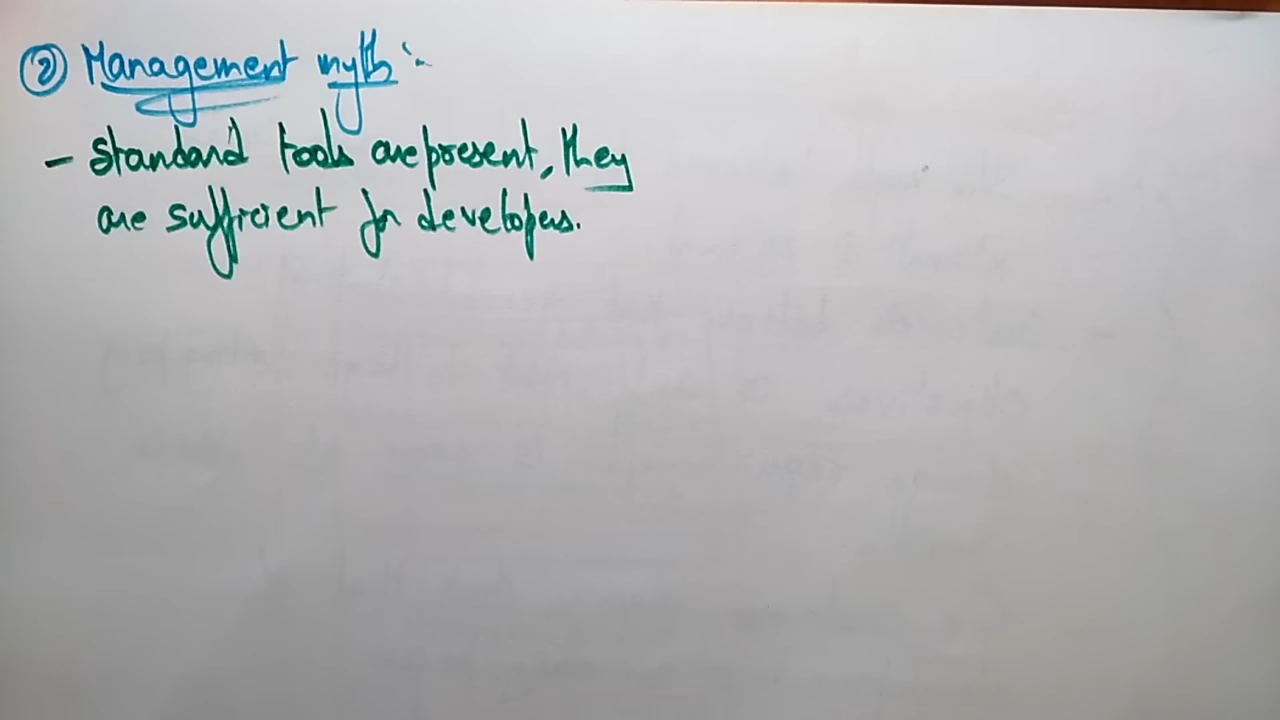 ② Management myth :-
- Standard tools are present, they
are sufficient for developers.